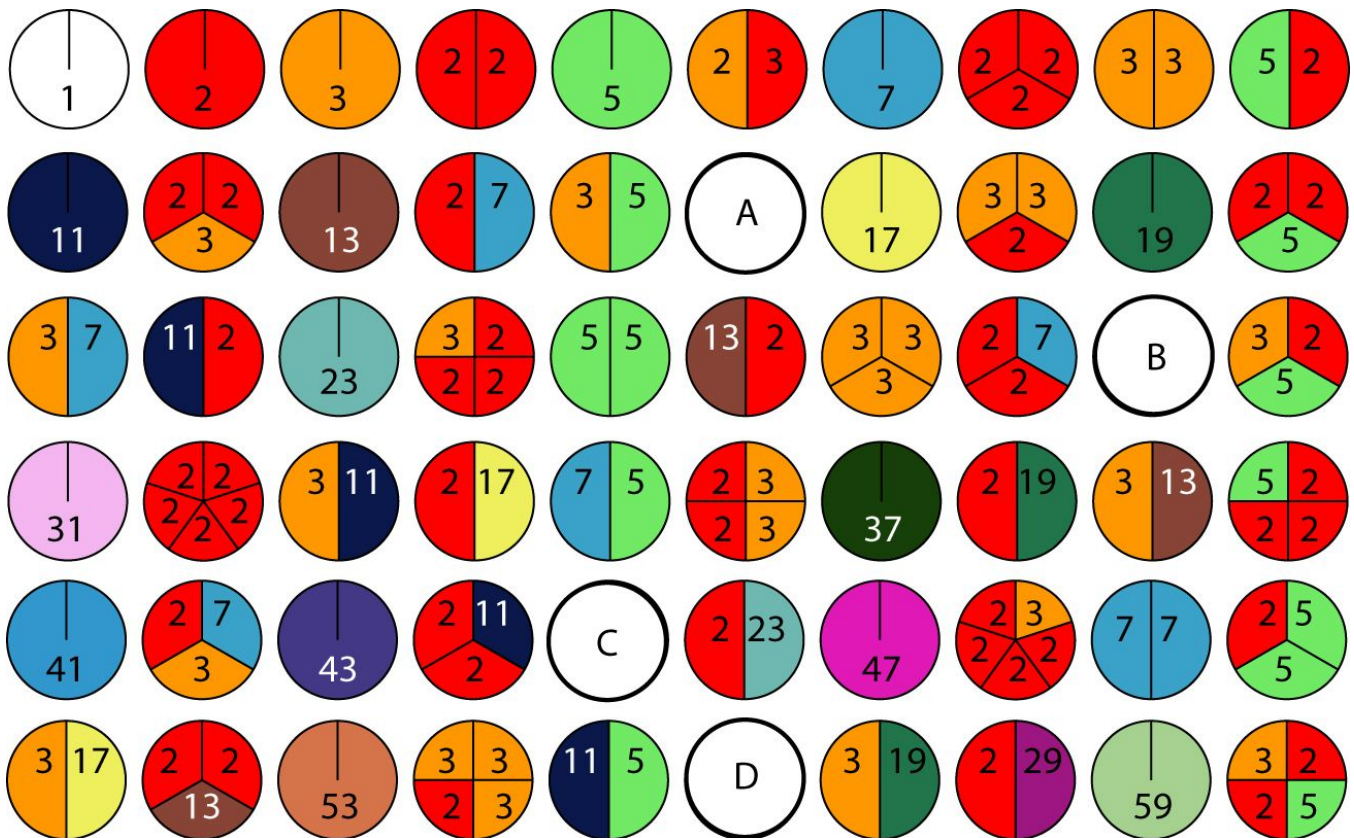 1 2 3 2 2 5 2 3 7 2 2 2 3 3 5 2
11 2 2 3 13 2 7 3 5 A 17 3 3 2 19 2 2 5
3 7 11 2 23 3 2 2 2 5 5 13 2 3 3 3 2 7 2 B 3 2 5
31 2 2 2 2 2 3 11 2 17 7 5 2 3 2 3 37 2 19 3 13 5 2 2 2
41 2 7 3 43 2 11 2 C 2 23 47 2 3 2 2 2 7 7 2 5 5
3 17 2 2 13 53 3 3 2 3 11 5 D 3 19 2 29 59 3 2 2 5